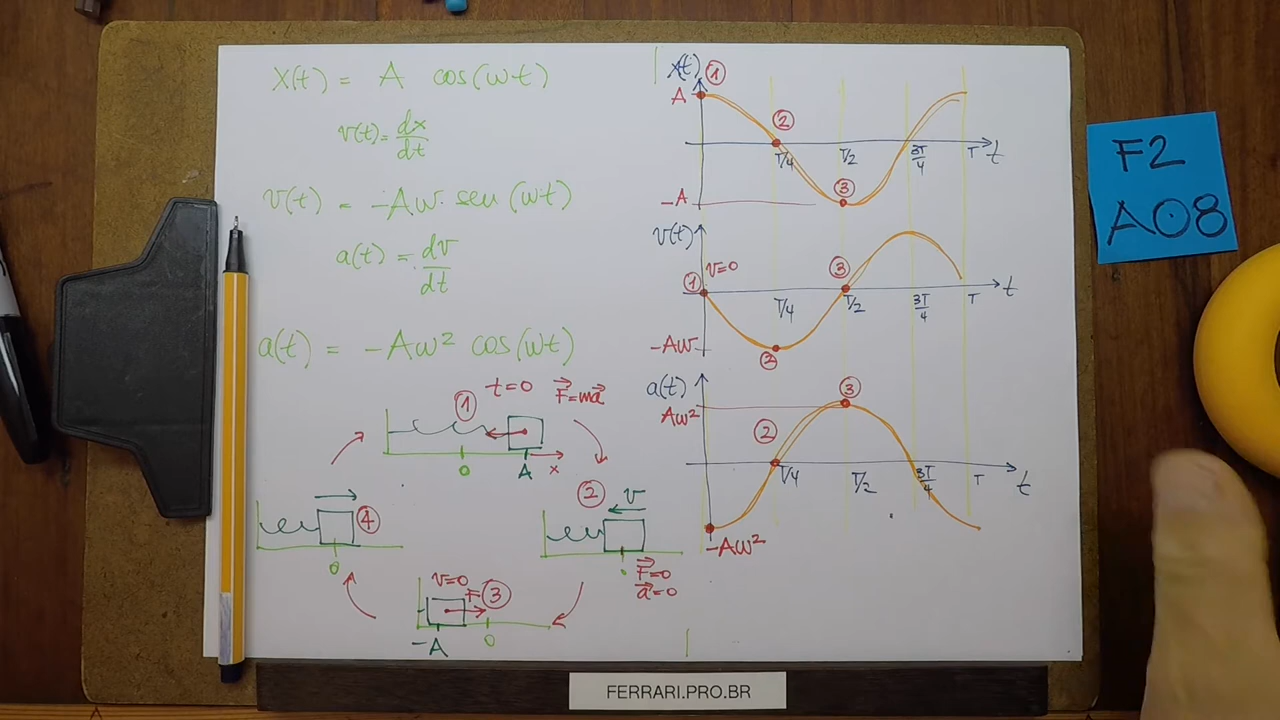 X(t) = A cos(ωt)
v(t) = dx/dt
v(t) = -Aω · sen(ωt)
a(t) = dv/dt
a(t) = -Aω² cos(ωt)
t=0 F⃗=ma⃗
①
0 A x
② v
0
F⃗=0
a⃗=0
v=0 F ③
-A 0
④
0
X(t) ①
A
②
T/4 T/2 3T/4 T t
③
-A
v(t)
① v=0 ③
T/4 T/2 3T/4 T t
-Aω
②
a(t)
Aω² ③
②
T/4 T/2 3T/4 T t
-Aω²
F2
A08
FERRARI.PRO.BR